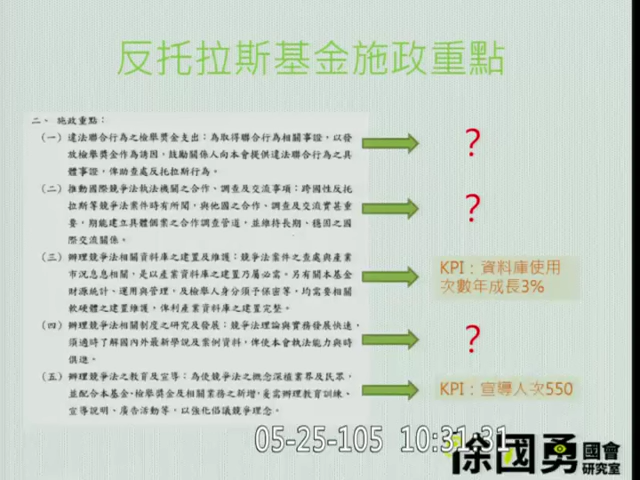 反托拉斯基金施政重點
二、 施政重點：
(一) 違法聯合行為之檢舉獎金支出：為取得聯合行為相關事證，以發
放檢舉獎金作為誘因，鼓勵關係人向本會提供違法聯合行為之具
體事證，俾助查處反托拉斯行為。
?
(二) 推動國際競爭法執法機關之合作、調查及交流事項：跨國性反托
拉斯等競爭法案件時有所聞，與他國之合作、調查及交流實甚重
要，期能建立具體個案之合作調查管道，並維持長期、穩固之國
際交流關係。
?
(三) 辦理競爭法相關資料庫之建置及維護：競爭法案件之查處與產業
市況息息相關，是以產業資料庫之建置乃屬必需。另有關本基金
財源統計、運用與管理，及檢舉人身分須予保密等，均需要相關
軟硬體之建置維護，俾利產業資料庫之建置完整。
KPI：資料庫使用
次數年成長3%
(四) 辦理競爭法相關制度之研究及發展：競爭法理論與實務發展快速，
須適時了解國內外最新學說及案例資料，俾使本會執法能力與時
俱進。
?
(五) 辦理競爭法之教育及宣導：為使競爭法之概念深植業界及民眾，
並配合本基金、檢舉獎金及相關業務之新增，亟需辦理教育訓練、
宣導說明、廣告活動等，以強化倡議競爭理念。
KPI：宣導人次550
05-25-105 10:31:31
徐國勇 國會
研究室